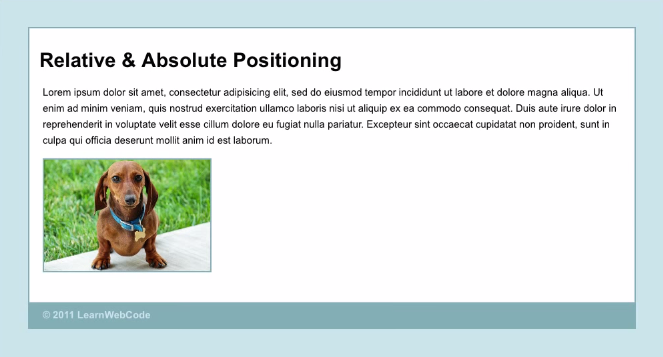 Relative & Absolute Positioning
Lorem ipsum dolor sit amet, consectetur adipisicing elit, sed do eiusmod tempor incididunt ut labore et dolore magna aliqua. Ut
enim ad minim veniam, quis nostrud exercitation ullamco laboris nisi ut aliquip ex ea commodo consequat. Duis aute irure dolor in
reprehenderit in voluptate velit esse cillum dolore eu fugiat nulla pariatur. Excepteur sint occaecat cupidatat non proident, sunt in
culpa qui officia deserunt mollit anim id est laborum.
© 2011 LearnWebCode